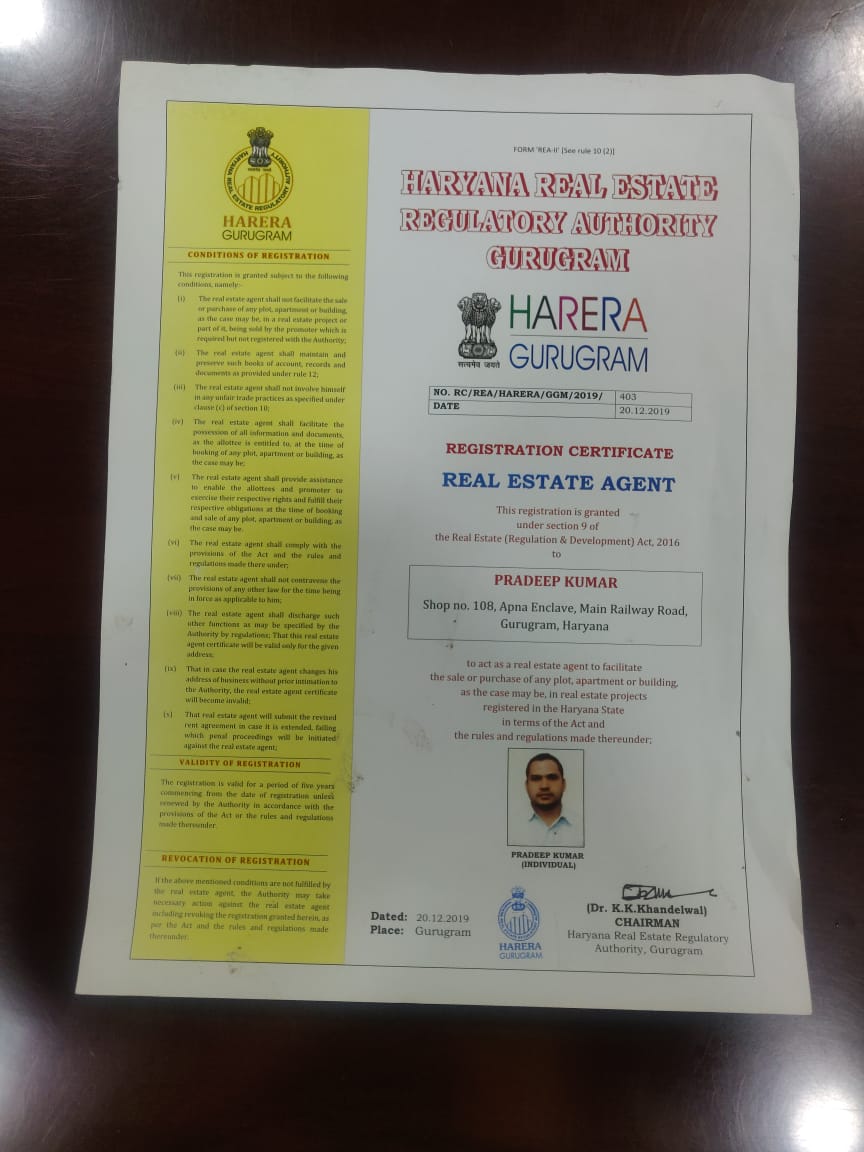 HARYANA REAL ESTATE REGULATORY AUTHORITY
HARERA
GURUGRAM
CONDITIONS OF REGISTRATION
This registration is granted subject to the following
conditions, namely:-
(i) The real estate agent shall not facilitate the sale
or purchase of any plot, apartment or building,
as the case may be, in a real estate project or
part of it, being sold by the promoter which is
required but not registered with the Authority;
(ii) The real estate agent shall maintain and
preserve such books of account, records and
documents as provided under rule 12;
(iii) The real estate agent shall not involve himself
in any unfair trade practices as specified under
clause (c) of section 10;
(iv) The real estate agent shall facilitate the
possession of all information and documents,
as the allottee is entitled to, at the time of
booking of any plot, apartment or building, as
the case may be;
(v) The real estate agent shall provide assistance
to enable the allottees and promoter to
exercise their respective rights and fulfill their
respective obligations at the time of booking
and sale of any plot, apartment or building, as
the case may be.
(vi) The real estate agent shall comply with the
provisions of the Act and the rules and
regulations made there under;
(vii) The real estate agent shall not contravene the
provisions of any other law for the time being
in force as applicable to him;
(viii) The real estate agent shall discharge such
other functions as may be specified by the
Authority by regulations; That this real estate
agent certificate will be valid only for the given
address;
(ix) That in case the real estate agent changes his
address of business without prior intimation to
the Authority, the real estate agent certificate
will become invalid;
(x) That real estate agent will submit the revised
rent agreement in case it is extended, failing
which penal proceedings will be initiated
against the real estate agent;
VALIDITY OF REGISTRATION
The registration is valid for a period of five years
commencing from the date of registration unless
renewed by the Authority in accordance with the
provisions of the Act or the rules and regulations
made thereunder.
REVOCATION OF REGISTRATION
If the above mentioned conditions are not fulfilled by
the real estate agent, the Authority may take
necessary action against the real estate agent
including revoking the registration granted herein, as
per the Act and the rules and regulations made
thereunder.
FORM 'REA-II' [See rule 10 (2)]
HARYANA REAL ESTATE
REGULATORY AUTHORITY
GURUGRAM
HARERA
GURUGRAM
सत्यमेव जयते
NO. RC/REA/HARERA/GGM/2019/ 403
DATE 20.12.2019
REGISTRATION CERTIFICATE
REAL ESTATE AGENT
This registration is granted
under section 9 of
the Real Estate (Regulation & Development) Act, 2016
to
PRADEEP KUMAR
Shop no. 108, Apna Enclave, Main Railway Road,
Gurugram, Haryana
to act as a real estate agent to facilitate
the sale or purchase of any plot, apartment or building,
as the case may be, in real estate projects
registered in the Haryana State
in terms of the Act and
the rules and regulations made thereunder;
PRADEEP KUMAR
(INDIVIDUAL)
Dated: 20.12.2019
Place: Gurugram
HARERA
GURUGRAM
(Dr. K.K.Khandelwal)
CHAIRMAN
Haryana Real Estate Regulatory
Authority, Gurugram